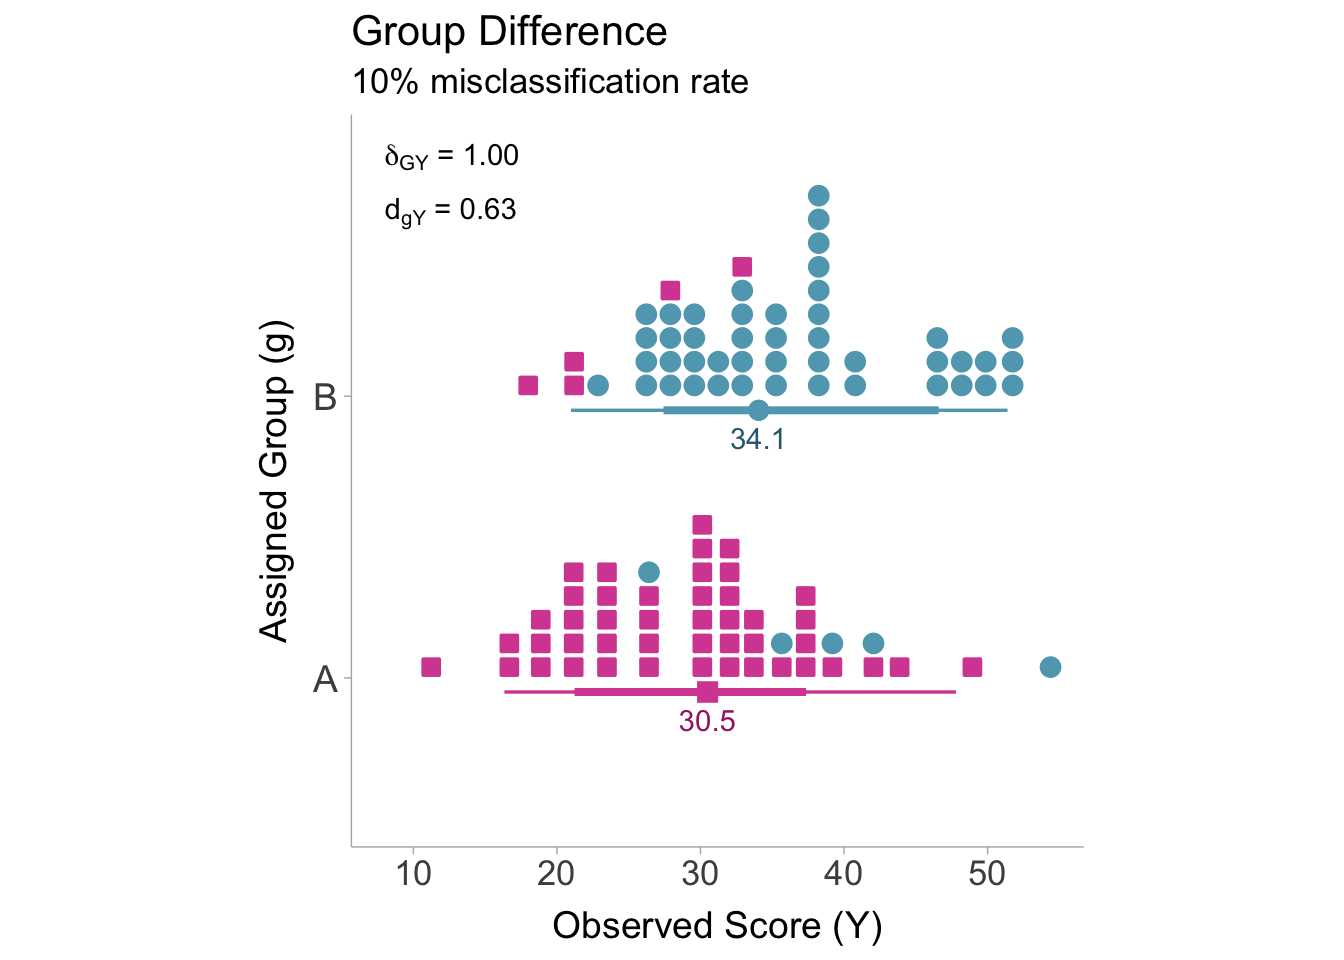 Group Difference
10% misclassification rate
δGY = 1.00
dgY = 0.63
Assigned Group (g)
B
34.1
A
30.5
10 20 30 40 50
Observed Score (Y)